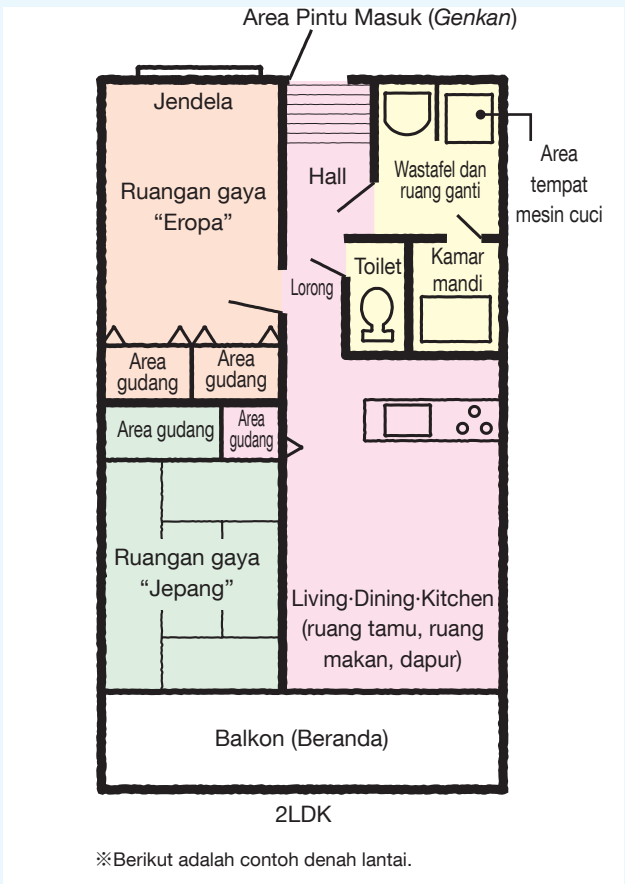 Area Pintu Masuk (Genkan)
Jendela
Ruangan gaya
“Eropa”
Hall
Wastafel dan
ruang ganti
Area
tempat
mesin cuci
Lorong
Toilet
Kamar
mandi
Area
gudang
Area
gudang
Area gudang
Area
gudang
Ruangan gaya
“Jepang”
Living·Dining·Kitchen
(ruang tamu, ruang
makan, dapur)
Balkon (Beranda)
2LDK
※Berikut adalah contoh denah lantai.